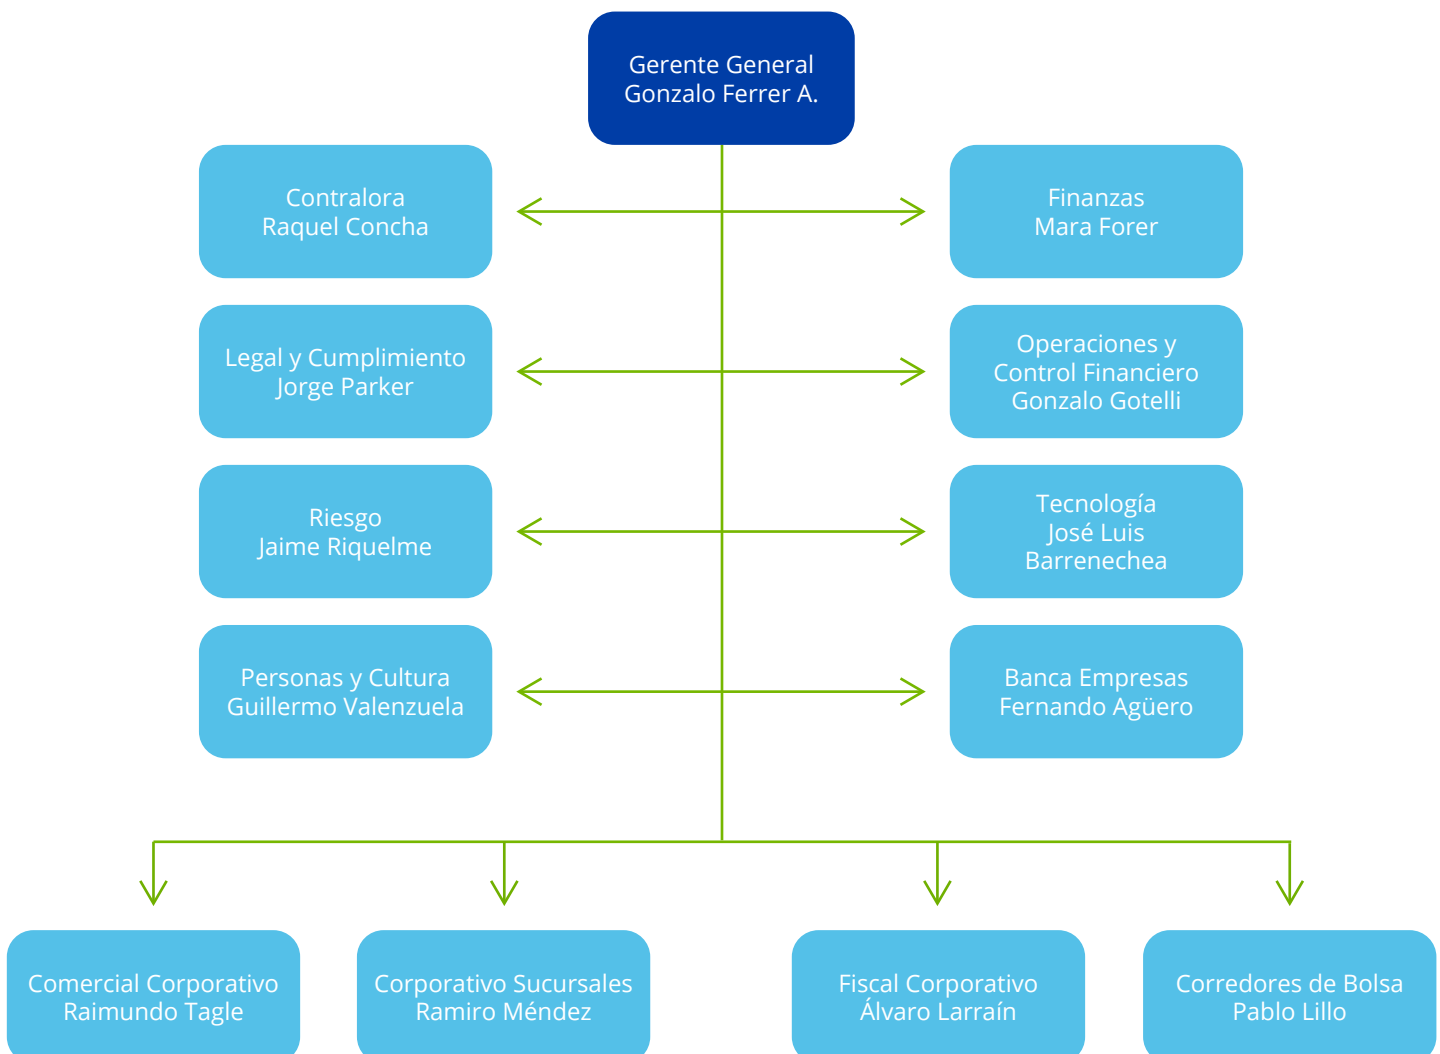 Gerente General
Gonzalo Ferrer A.
Contralora
Raquel Concha
Finanzas
Mara Forer
Legal y Cumplimiento
Jorge Parker
Operaciones y
Control Financiero
Gonzalo Gotelli
Riesgo
Jaime Riquelme
Tecnología
José Luis
Barrenechea
Personas y Cultura
Guillermo Valenzuela
Banca Empresas
Fernando Agüero
Comercial Corporativo
Raimundo Tagle
Corporativo Sucursales
Ramiro Méndez
Fiscal Corporativo
Álvaro Larraín
Corredores de Bolsa
Pablo Lillo